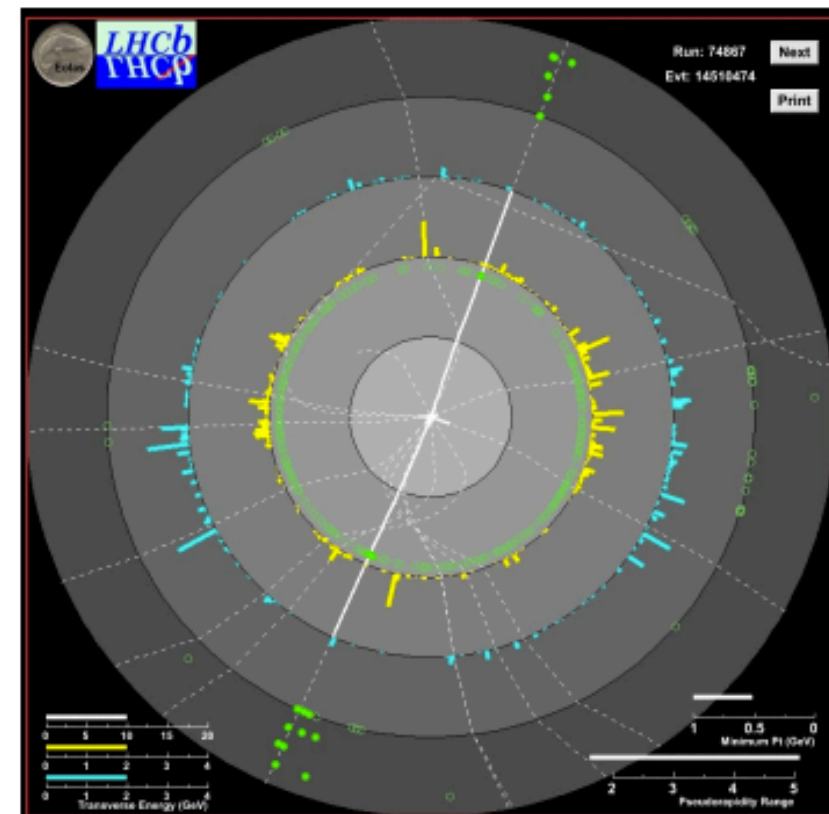 Eolas
LHCb
ΓHCp
Run: 74867
Next
Evt: 14510474
Print
0 5 10 15 20
0 1 2 3 4
0 1 2 3 4
Transverse Energy (GeV)
1 0.5 0
Minimum Pt (GeV)
2 3 4 5
Pseudorapidity Range